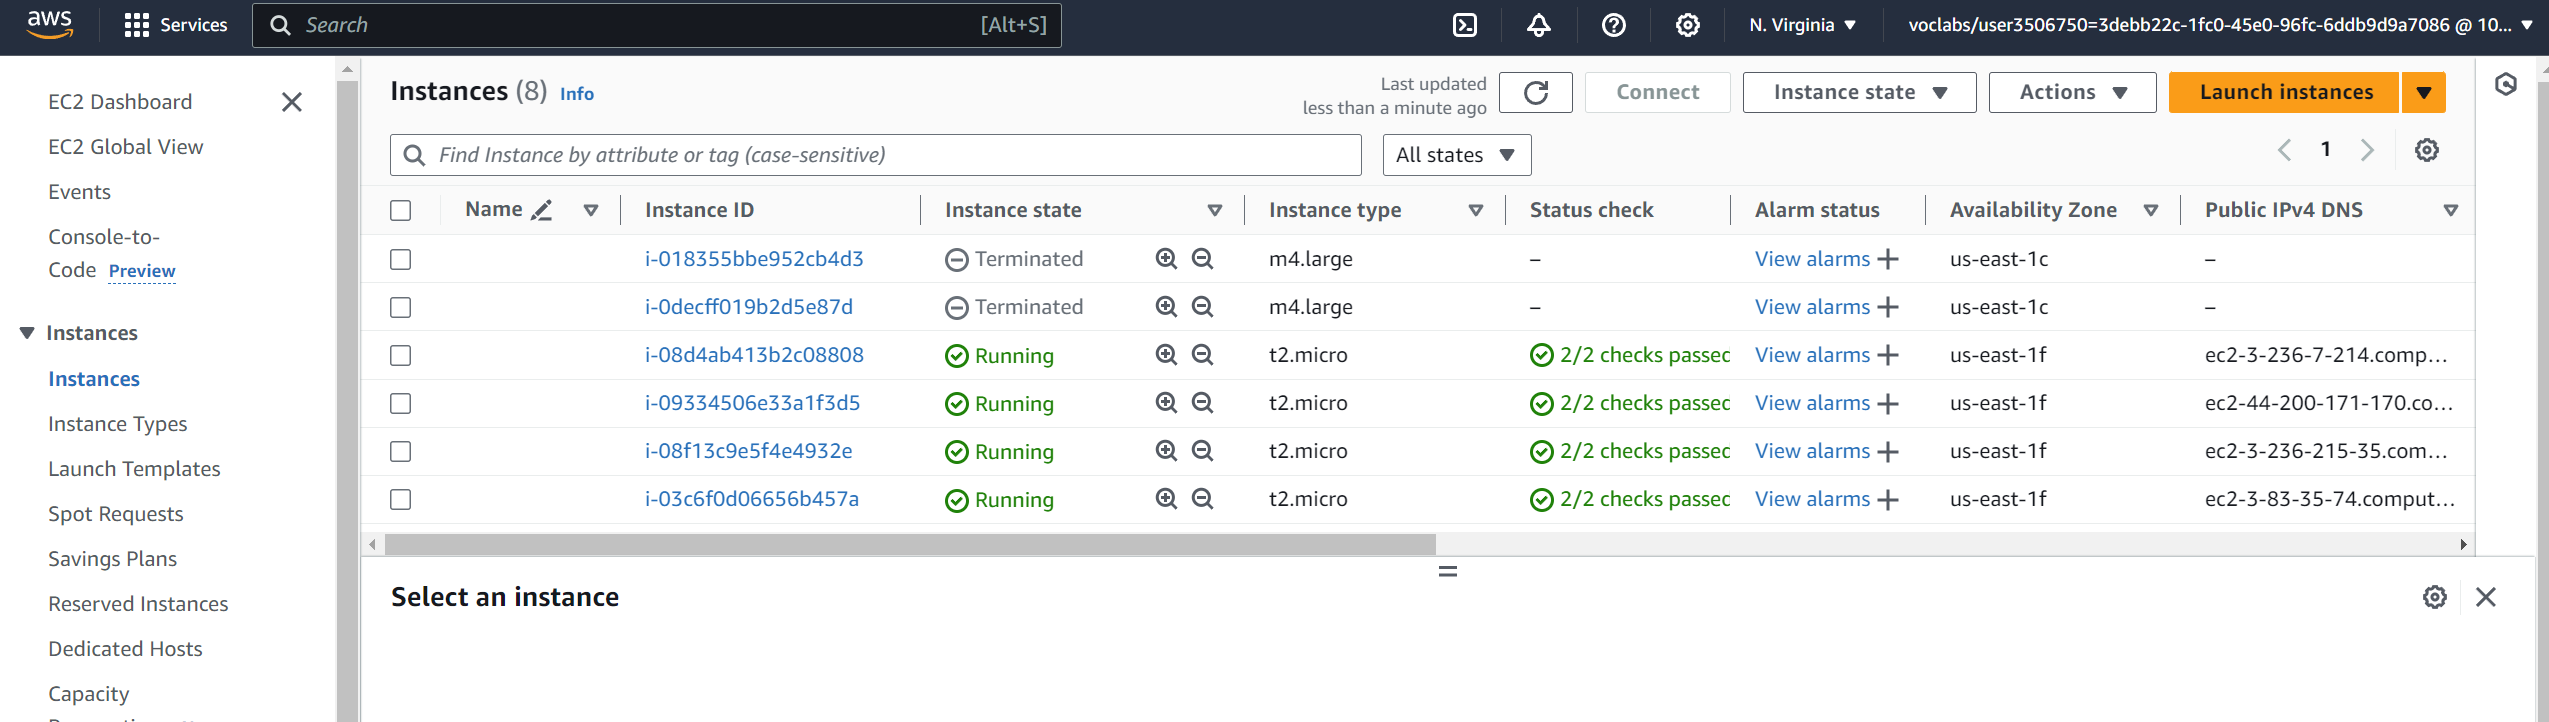 aws
Services
Search
[Alt+S]
N. Virginia
voclabs/user3506750=3debb22c-1fc0-45e0-96fc-6ddb9d9a7086 @ 10...
EC2 Dashboard
EC2 Global View
Events
Console-to-
Code Preview
Instances
Instances
Instance Types
Launch Templates
Spot Requests
Savings Plans
Reserved Instances
Dedicated Hosts
Capacity
Instances (8) Info
Last updated
less than a minute ago
Connect
Instance state
Actions
Launch instances
Find Instance by attribute or tag (case-sensitive)
All states
1
Name Instance ID Instance state Instance type Status check Alarm status Availability Zone Public IPv4 DNS
i-018355bbe952cb4d3 Terminated m4.large – View alarms us-east-1c –
i-0decff019b2d5e87d Terminated m4.large – View alarms us-east-1c –
i-08d4ab413b2c08808 Running t2.micro 2/2 checks passed View alarms us-east-1f ec2-3-236-7-214.comp...
i-09334506e33a1f3d5 Running t2.micro 2/2 checks passed View alarms us-east-1f ec2-44-200-171-170.co...
i-08f13c9e5f4e4932e Running t2.micro 2/2 checks passed View alarms us-east-1f ec2-3-236-215-35.com...
i-03c6f0d06656b457a Running t2.micro 2/2 checks passed View alarms us-east-1f ec2-3-83-35-74.comput...
Select an instance